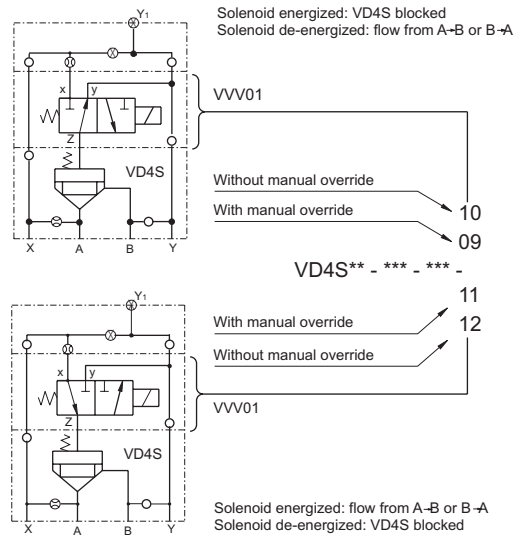 Y1
Solenoid energized: VD4S blocked
Solenoid de-energized: flow from A→B or B→A
x
y
VVV01
Z
VD4S
Without manual override
10
With manual override
09
X
A
B
Y
VD4S** - *** - *** -
11
Y1
With manual override
12
Without manual override
x
y
VVV01
Z
VD4S
Solenoid energized: flow from A→B or B→A
Solenoid de-energized: VD4S blocked
X
A
B
Y